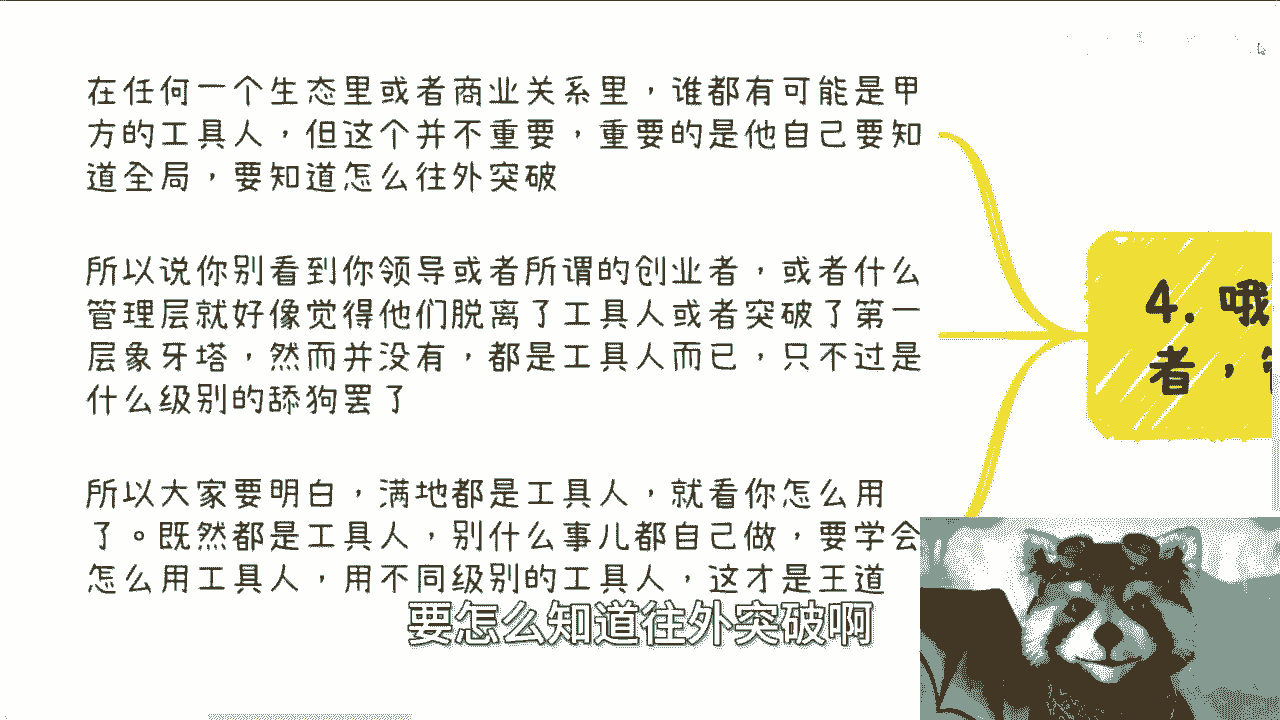 在任何一个生态里或者商业关系里，谁都有可能是甲
方的工具人，但这个并不重要，重要的是他自己要知
道全局，要知道怎么往外突破
所以说你别看到你领导或者所谓的创业者，或者什么
管理层就好像觉得他们脱离了工具人或者突破了第一
层象牙塔，然而并没有，都是工具人而已，只不过是
什么级别的舔狗罢了
所以大家要明白，满地都是工具人，就看你怎么用
了。既然都是工具人，别什么事儿都自己做，要学会
怎么用工具人，用不同级别的工具人，这才是王道
4. 哦
者，
要怎么知道往外突破啊